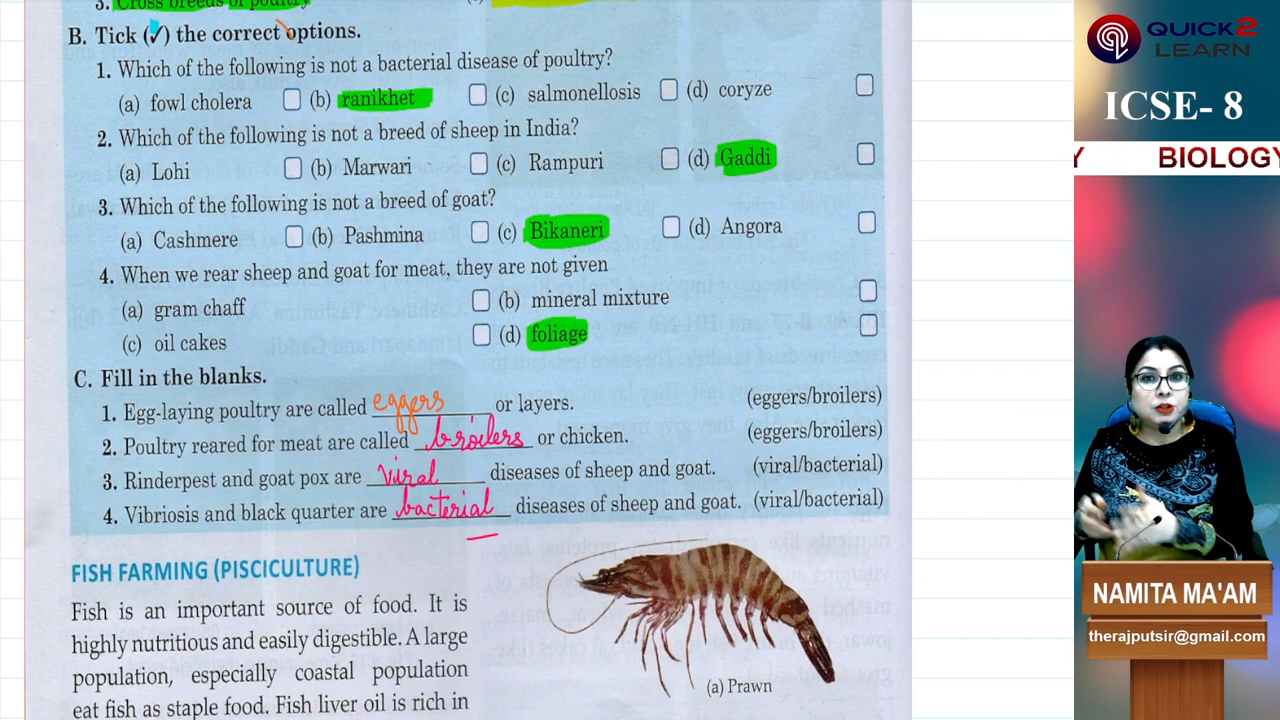 3. Cross breeds of poultry
B. Tick (✓) the correct options.
1. Which of the following is not a bacterial disease of poultry?
(a) fowl cholera (b) ranikhet (c) salmonellosis (d) coryze
2. Which of the following is not a breed of sheep in India?
(a) Lohi (b) Marwari (c) Rampuri (d) Gaddi
3. Which of the following is not a breed of goat?
(a) Cashmere (b) Pashmina (c) Bikaneri (d) Angora
4. When we rear sheep and goat for meat, they are not given
(a) gram chaff (b) mineral mixture
(c) oil cakes (d) foliage
C. Fill in the blanks.
1. Egg-laying poultry are called eggers or layers. (eggers/broilers)
2. Poultry reared for meat are called broilers or chicken. (eggers/broilers)
3. Rinderpest and goat pox are viral diseases of sheep and goat. (viral/bacterial)
4. Vibriosis and black quarter are bacterial diseases of sheep and goat. (viral/bacterial)
FISH FARMING (PISCICULTURE)
Fish is an important source of food. It is
highly nutritious and easily digestible. A large
population, especially coastal population
eat fish as staple food. Fish liver oil is rich in
(a) Prawn
QUICK2
LEARN
ICSE- 8
Y BIOLOGY
NAMITA MA'AM
therajputsir@gmail.com